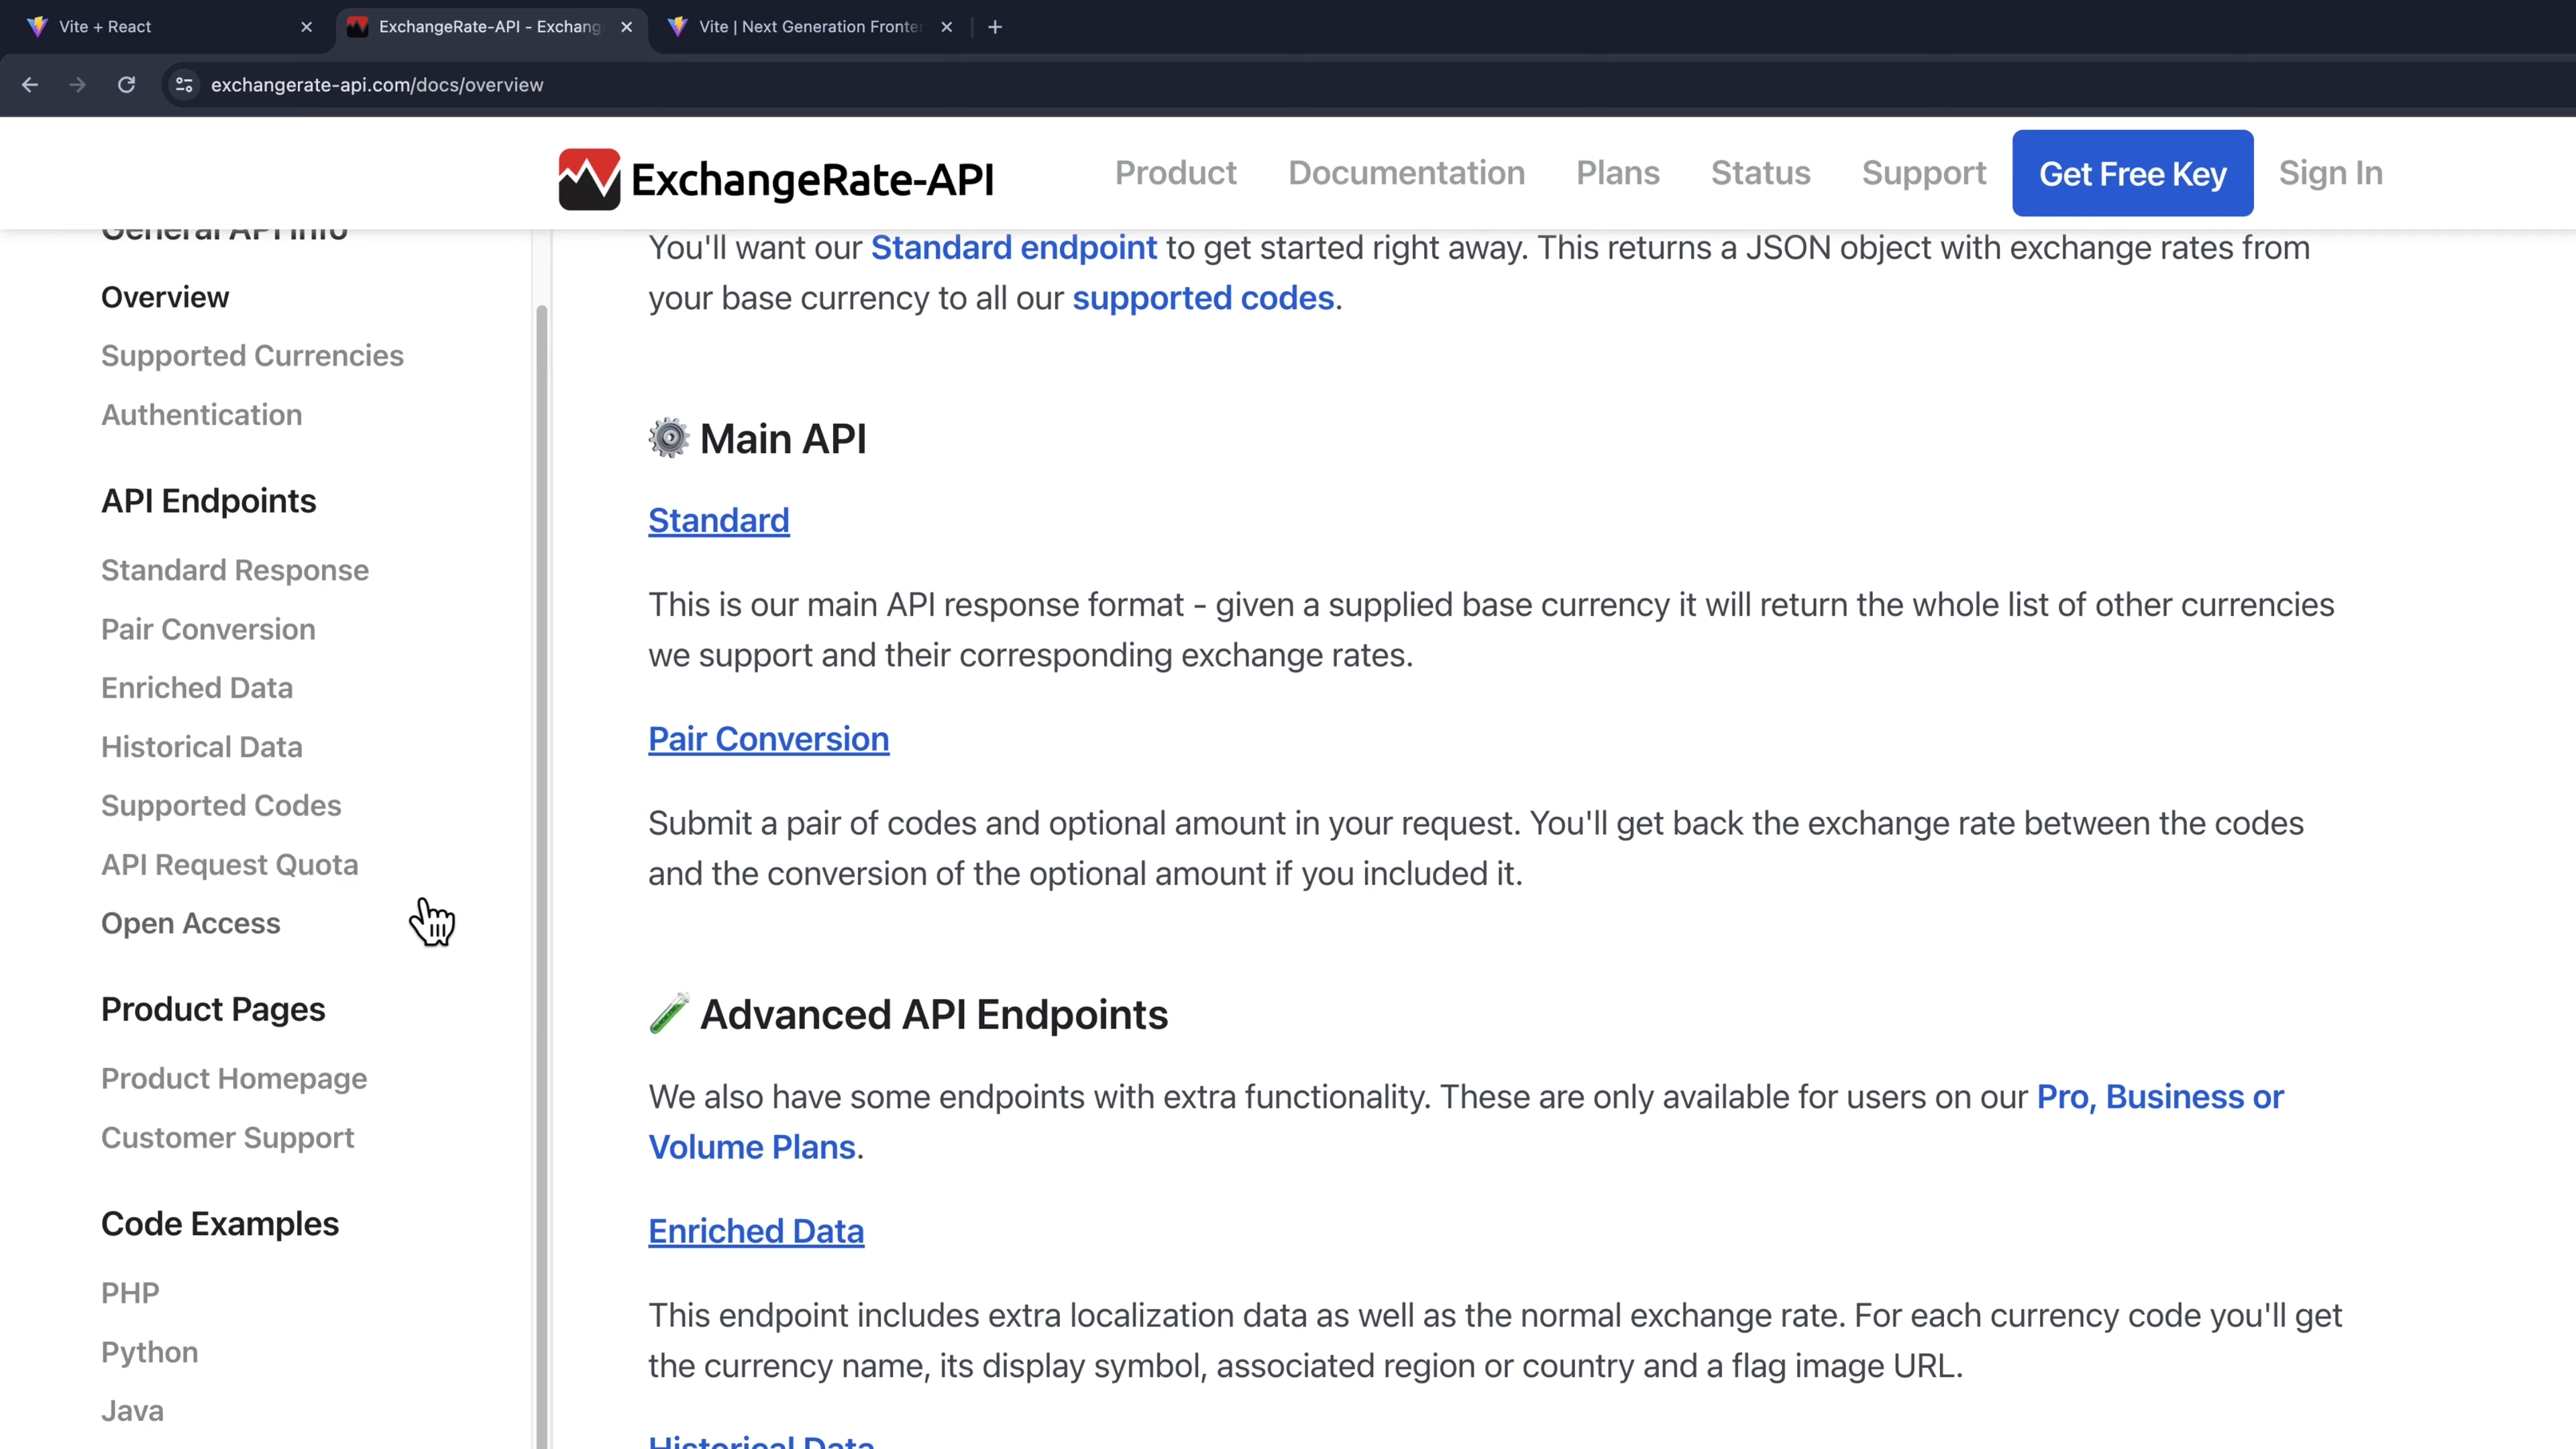 Vite + React
ExchangeRate-API - Exchang
Vite | Next Generation Fronte
exchangerate-api.com/docs/overview
ExchangeRate-API
Product
Documentation
Plans
Status
Support
Get Free Key
Sign In
General API Info
Overview
Supported Currencies
Authentication
API Endpoints
Standard Response
Pair Conversion
Enriched Data
Historical Data
Supported Codes
API Request Quota
Open Access
Product Pages
Product Homepage
Customer Support
Code Examples
PHP
Python
Java
You'll want our Standard endpoint to get started right away. This returns a JSON object with exchange rates from
your base currency to all our supported codes.
Main API
Standard
This is our main API response format - given a supplied base currency it will return the whole list of other currencies
we support and their corresponding exchange rates.
Pair Conversion
Submit a pair of codes and optional amount in your request. You'll get back the exchange rate between the codes
and the conversion of the optional amount if you included it.
Advanced API Endpoints
We also have some endpoints with extra functionality. These are only available for users on our Pro, Business or
Volume Plans.
Enriched Data
This endpoint includes extra localization data as well as the normal exchange rate. For each currency code you'll get
the currency name, its display symbol, associated region or country and a flag image URL.
Historical Data